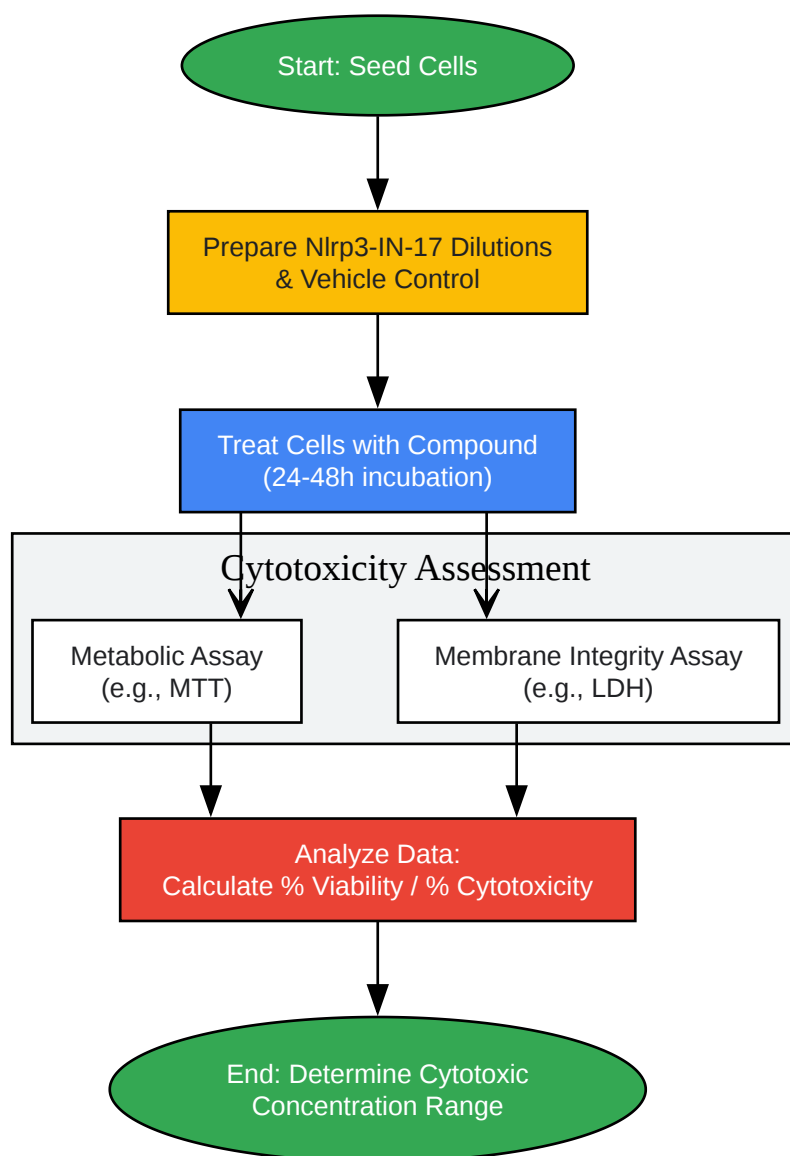 Start: Seed Cells
Prepare Nlrp3-IN-17 Dilutions
& Vehicle Control
Treat Cells with Compound
(24-48h incubation)
Cytotoxicity Assessment
Metabolic Assay
(e.g., MTT)
Membrane Integrity Assay
(e.g., LDH)
Analyze Data:
Calculate % Viability / % Cytotoxicity
End: Determine Cytotoxic
Concentration Range